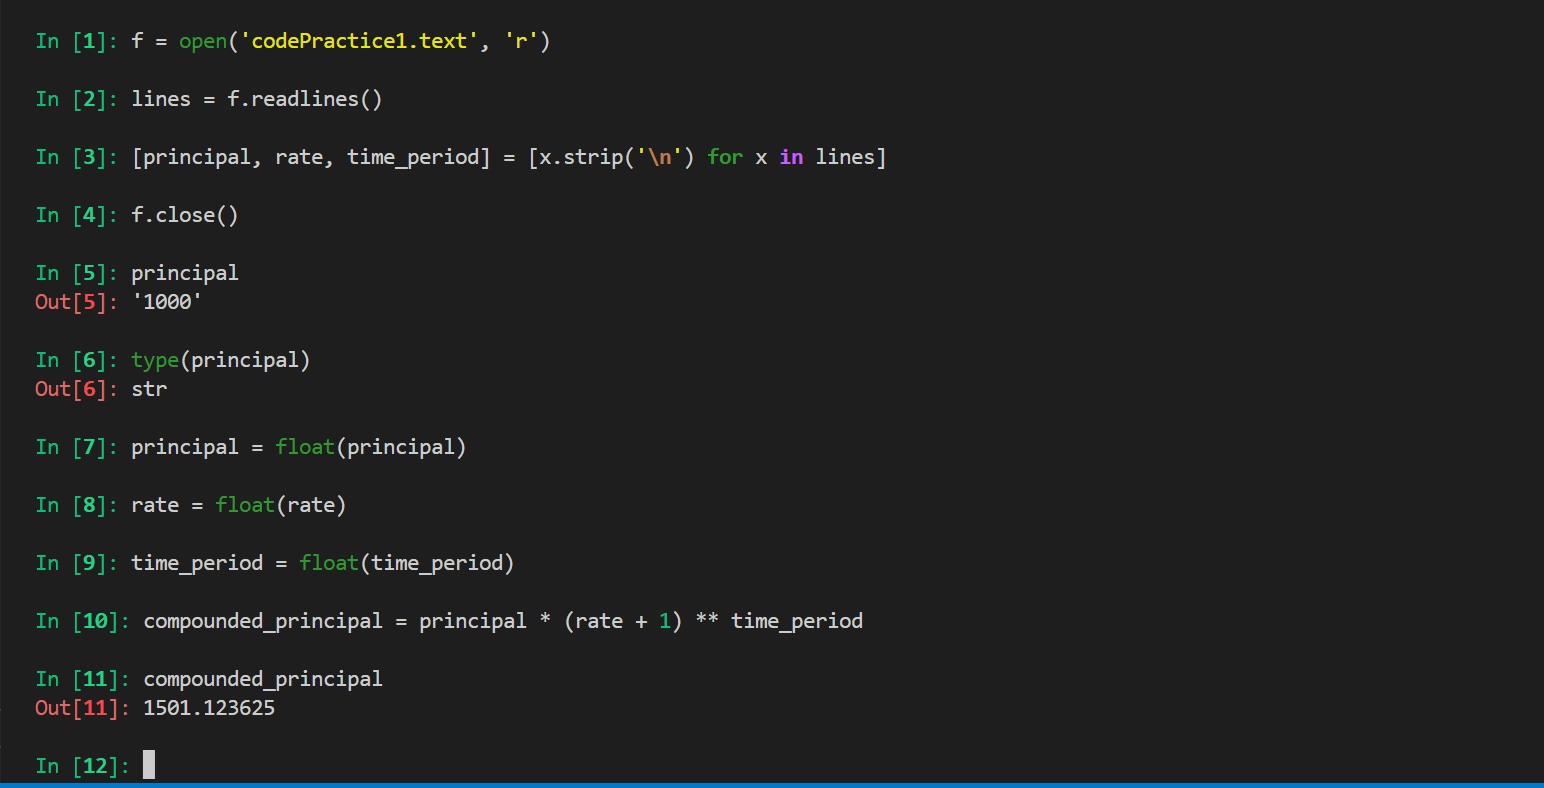 In [1]: f = open('codePractice1.text', 'r')
In [2]: lines = f.readlines()
In [3]: [principal, rate, time_period] = [x.strip('\n') for x in lines]
In [4]: f.close()
In [5]: principal
Out[5]: '1000'
In [6]: type(principal)
Out[6]: str
In [7]: principal = float(principal)
In [8]: rate = float(rate)
In [9]: time_period = float(time_period)
In [10]: compounded_principal = principal * (rate + 1) ** time_period
In [11]: compounded_principal
Out[11]: 1501.123625
In [12]: